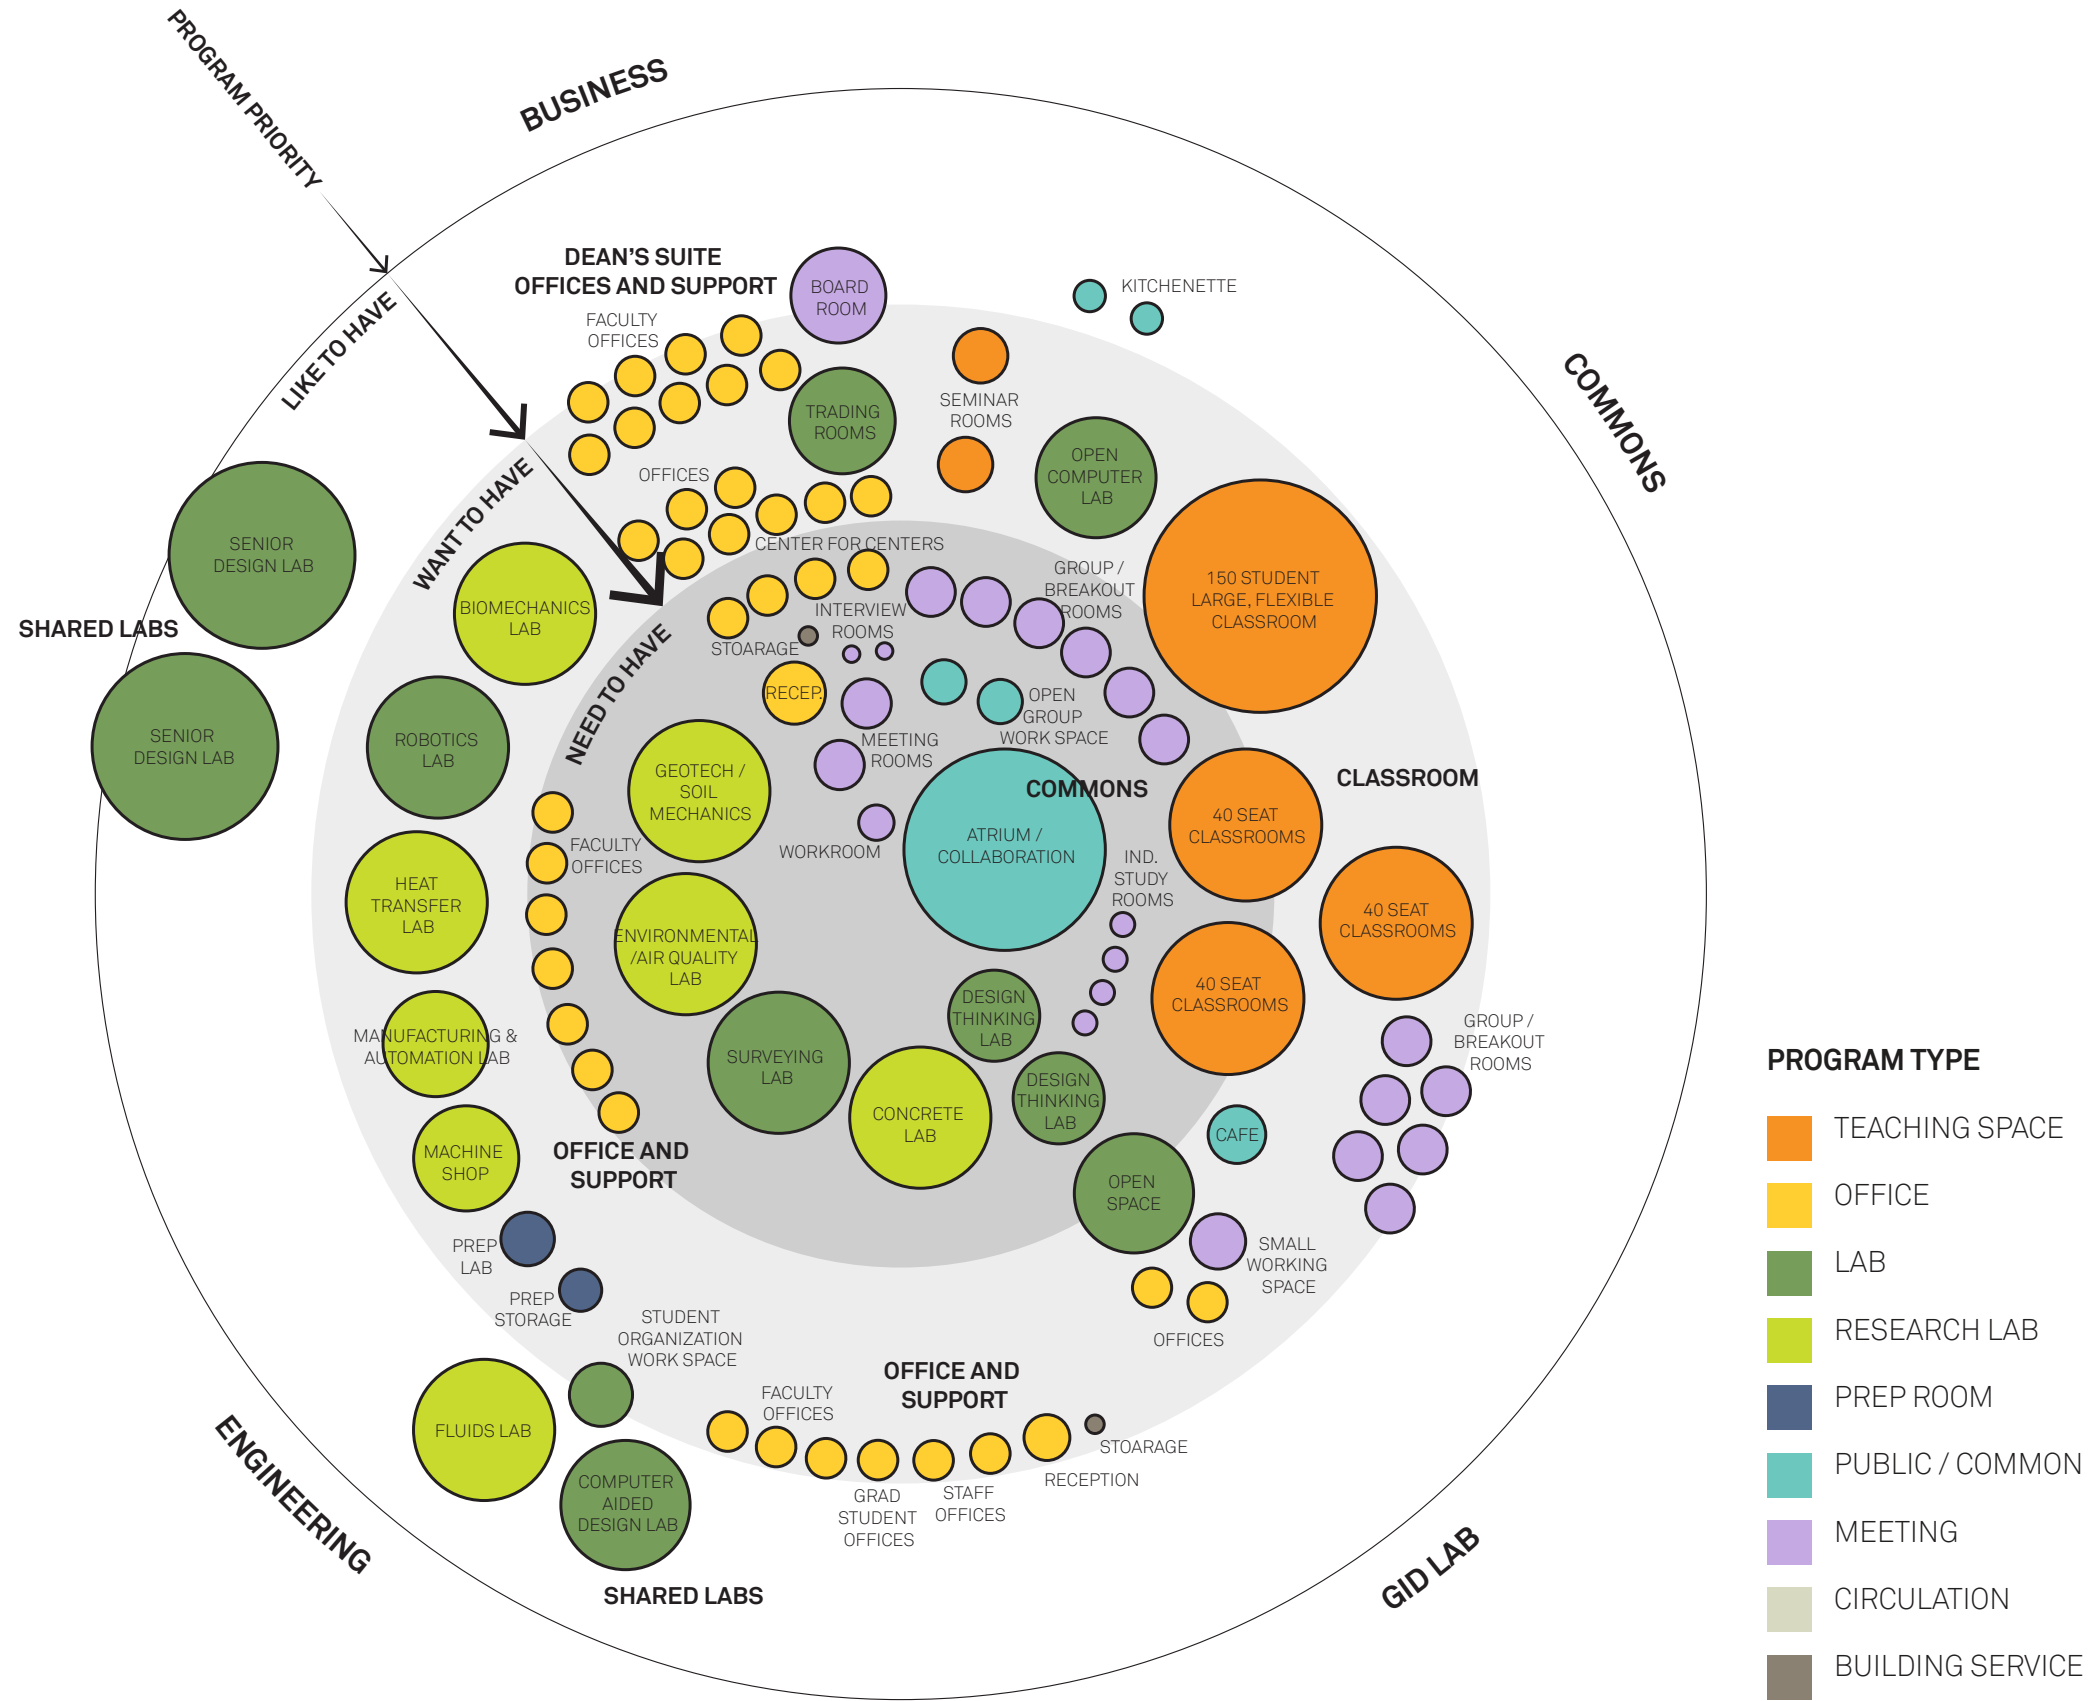 PROGRAM PRIORITY
BUSINESS
COMMONS
LIKE TO HAVE
WANT TO HAVE
NEED TO HAVE
DEAN'S SUITE
OFFICES AND SUPPORT
FACULTY
OFFICES
BOARD
ROOM
KITCHENETTE
TRADING
ROOMS
SEMINAR
ROOMS
OPEN
COMPUTER
LAB
OFFICES
CENTER FOR CENTERS
GROUP /
BREAKOUT
ROOMS
150 STUDENT
LARGE, FLEXIBLE
CLASSROOM
SENIOR
DESIGN LAB
SHARED LABS
SENIOR
DESIGN LAB
BIOMECHANICS
LAB
INTERVIEW
ROOMS
STOARAGE
RECEP.
OPEN
GROUP
WORK SPACE
ROBOTICS
LAB
MEETING
ROOMS
GEOTECH /
SOIL
MECHANICS
COMMONS
CLASSROOM
40 SEAT
CLASSROOMS
ATRIUM /
COLLABORATION
WORKROOM
FACULTY
OFFICES
IND.
STUDY
ROOMS
HEAT
TRANSFER
LAB
40 SEAT
CLASSROOMS
ENVIRONMENTAL
/AIR QUALITY
LAB
40 SEAT
CLASSROOMS
DESIGN
THINKING
LAB
MANUFACTURING &
AUTOMATION LAB
SURVEYING
LAB
GROUP /
BREAKOUT
ROOMS
DESIGN
THINKING
LAB
CONCRETE
LAB
CAFE
MACHINE
SHOP
OFFICE AND
SUPPORT
OPEN
SPACE
PREP
LAB
SMALL
WORKING
SPACE
PREP
STORAGE
STUDENT
ORGANIZATION
WORK SPACE
OFFICES
OFFICE AND
SUPPORT
FACULTY
OFFICES
FLUIDS LAB
STOARAGE
RECEPTION
COMPUTER
AIDED
DESIGN LAB
GRAD
STUDENT
OFFICES
STAFF
OFFICES
SHARED LABS
ENGINEERING
GID LAB
PROGRAM TYPE
TEACHING SPACE
OFFICE
LAB
RESEARCH LAB
PREP ROOM
PUBLIC / COMMON
MEETING
CIRCULATION
BUILDING SERVICE